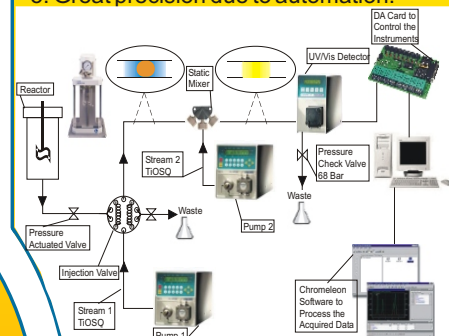 Great precision due to automation.
DA Card to
Control the
Instruments
UV/Vis Detector
Static
Mixer
Reactor
Stream 2
TiOSQ
Pressure
Check Valve
68 Bar
Waste
Waste
Pump 2
Pressure
Actuated Valve
Injection Valve
Stream 1
TiOSQ
Pump 1
Chromeleon
Software to
Process the
Acquired Data